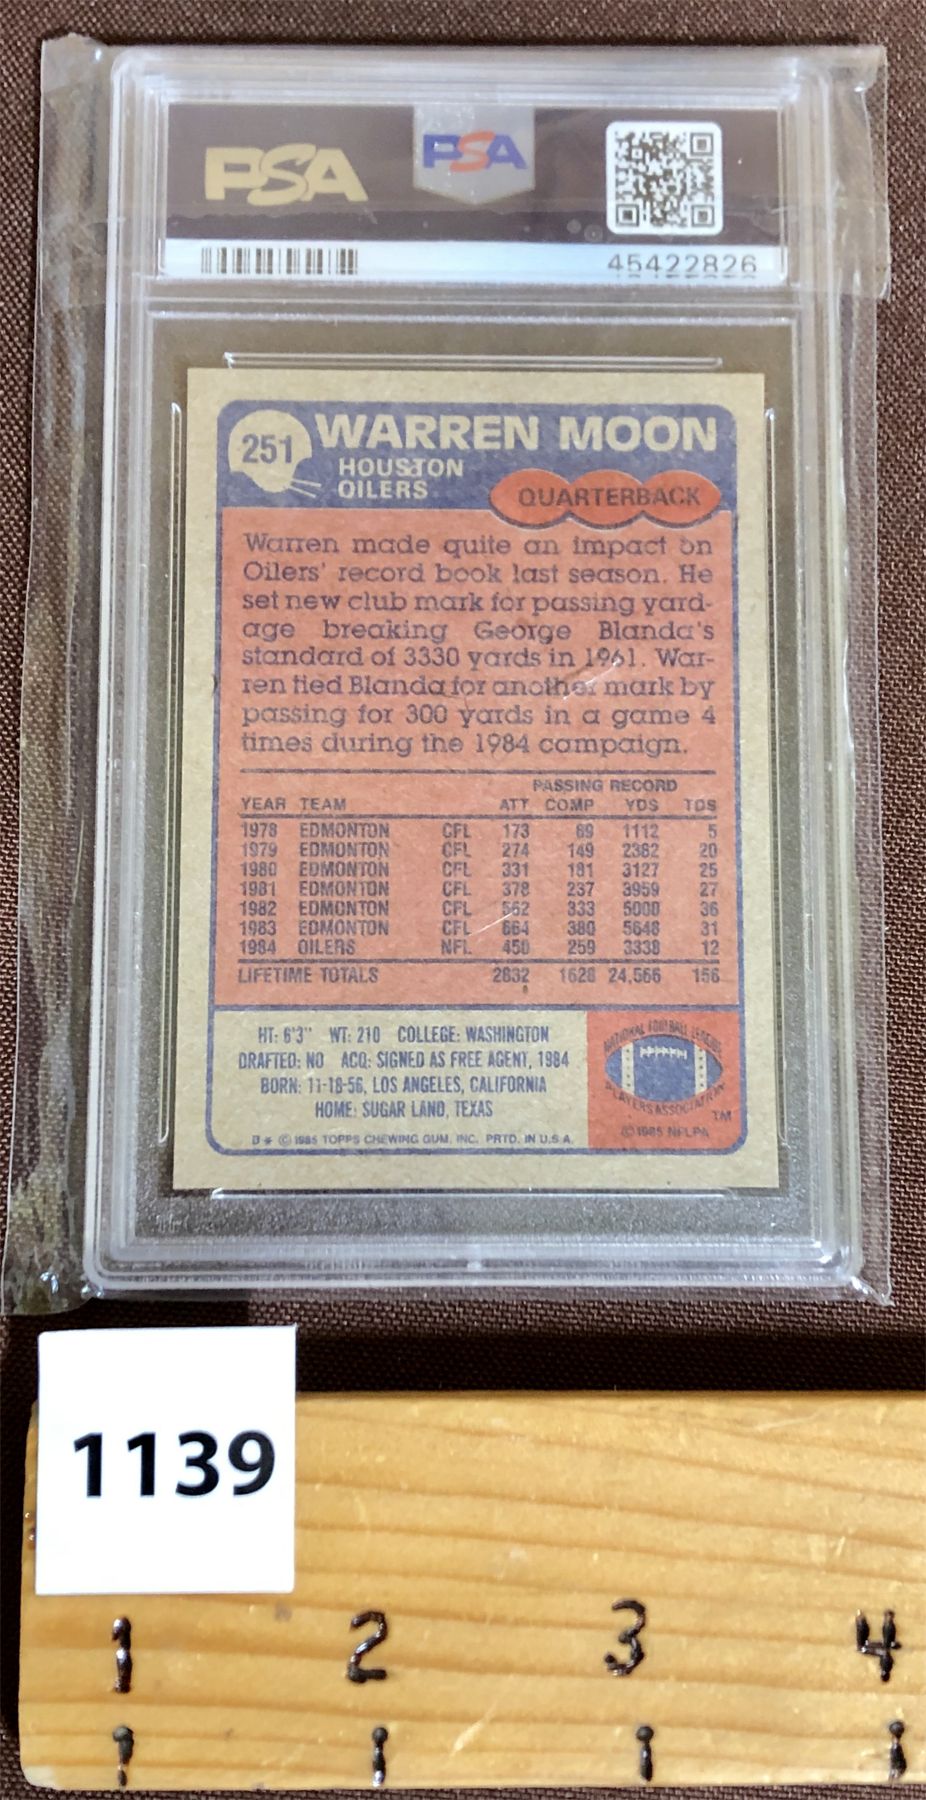 PSA PSA
45422826
251 WARREN MOON
HOUSTON
OILERS
QUARTERBACK
Warren made quite an impact on
Oilers' record book last season. He
set new club mark for passing yard-
age breaking George Blanda's
standard of 3330 yards in 1961. War-
ren tied Blanda for another mark by
passing for 300 yards in a game 4
times during the 1984 campaign.
PASSING RECORD
YEAR TEAM ATT COMP YDS TDS
1978 EDMONTON CFL 173 89 1112 5
1979 EDMONTON CFL 274 149 2382 20
1980 EDMONTON CFL 331 181 3127 25
1981 EDMONTON CFL 378 237 3959 27
1982 EDMONTON CFL 562 333 5000 36
1983 EDMONTON CFL 664 380 5648 31
1984 OILERS NFL 450 259 3338 12
LIFETIME TOTALS 2832 1628 24,566 156
HT: 6'3" WT: 210 COLLEGE: WASHINGTON
DRAFTED: NO ACQ: SIGNED AS FREE AGENT, 1984
BORN: 11-18-56, LOS ANGELES, CALIFORNIA
HOME: SUGAR LAND, TEXAS
B* © 1985 TOPPS CHEWING GUM, INC. PRTD. IN U.S.A.
NATIONAL FOOTBALL LEAGUE
PLAYERS ASSOCIATION
TM
© 1985 NFLPA
1139
1 2 3 4